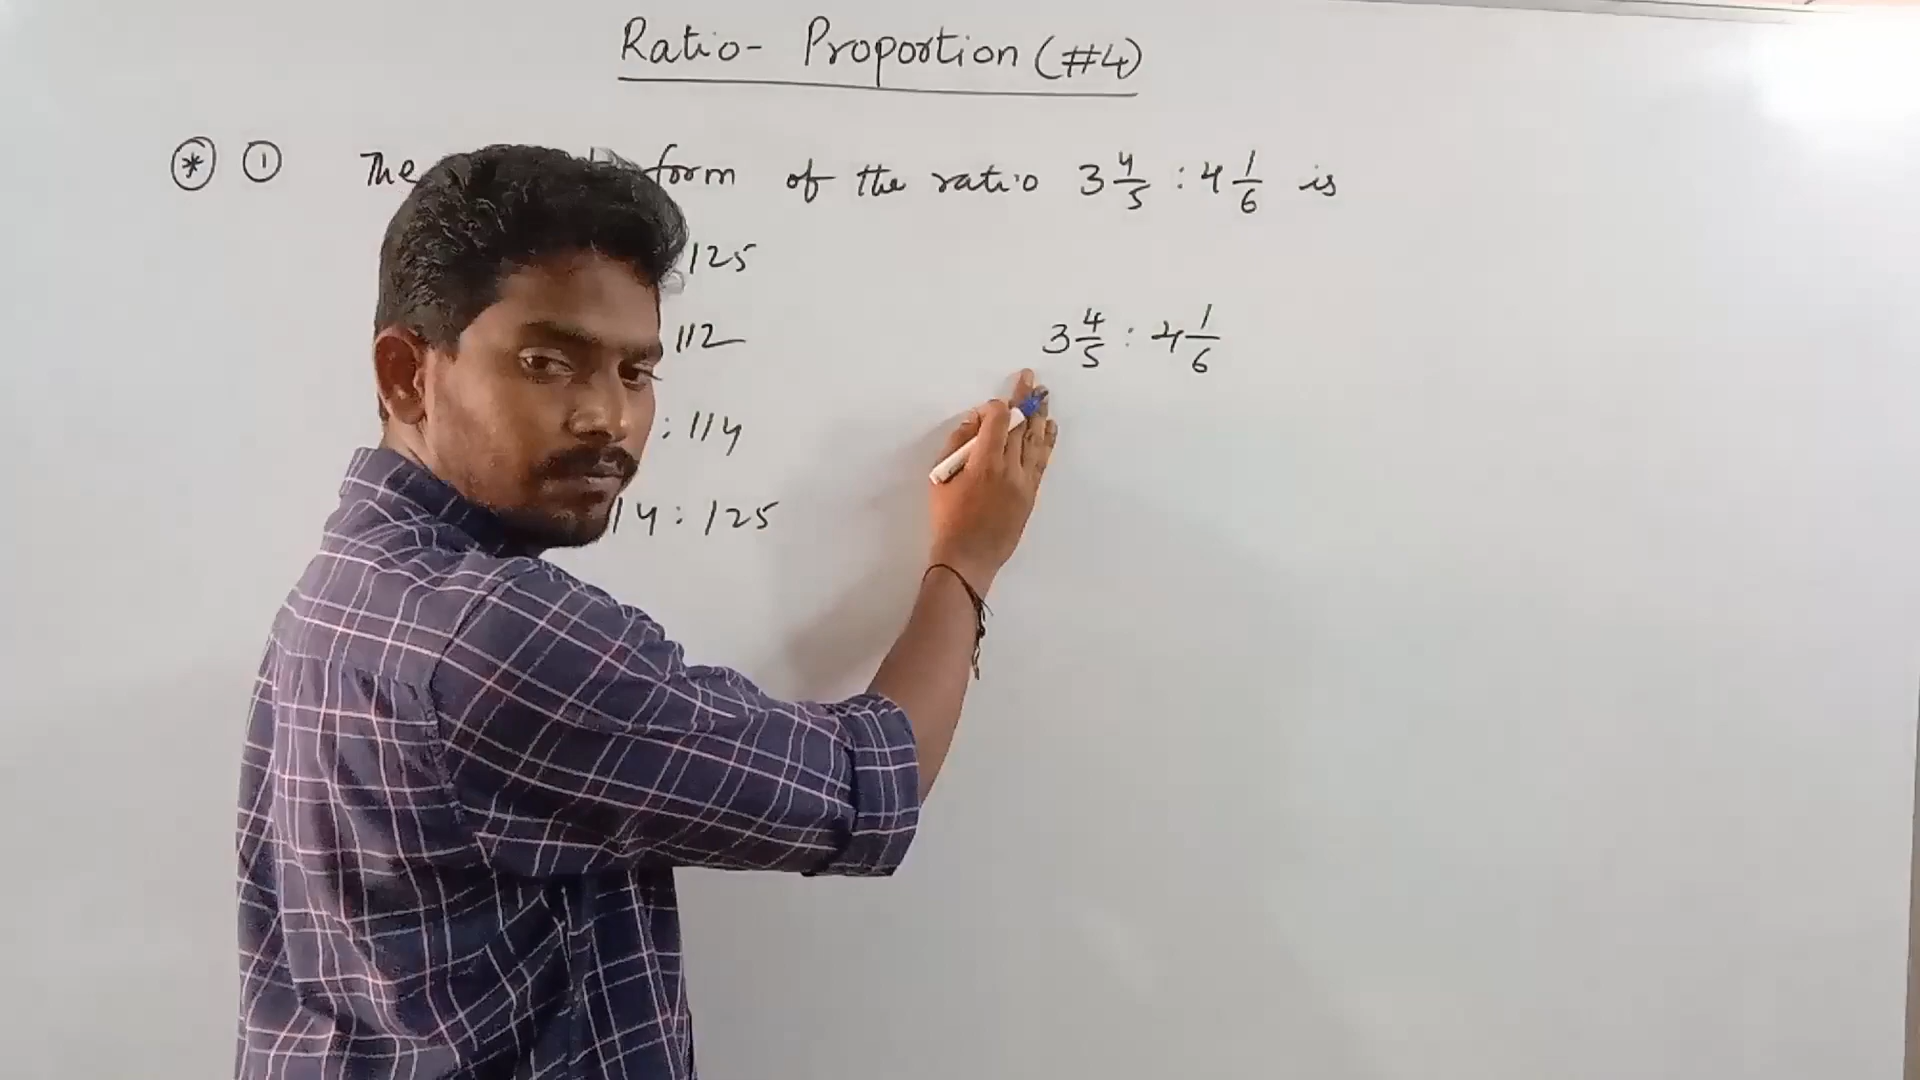 Ratio- Proportion (#4)
* 1 The form of the ratio 3 4/5 : 4 1/6 is
125
112
: 114
14 : 125
3 4/5 : 4 1/6